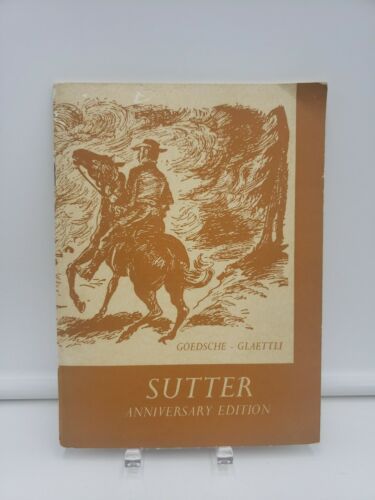 GOEDSCHE - GLAETTLI
SUTTER
ANNIVERSARY EDITION